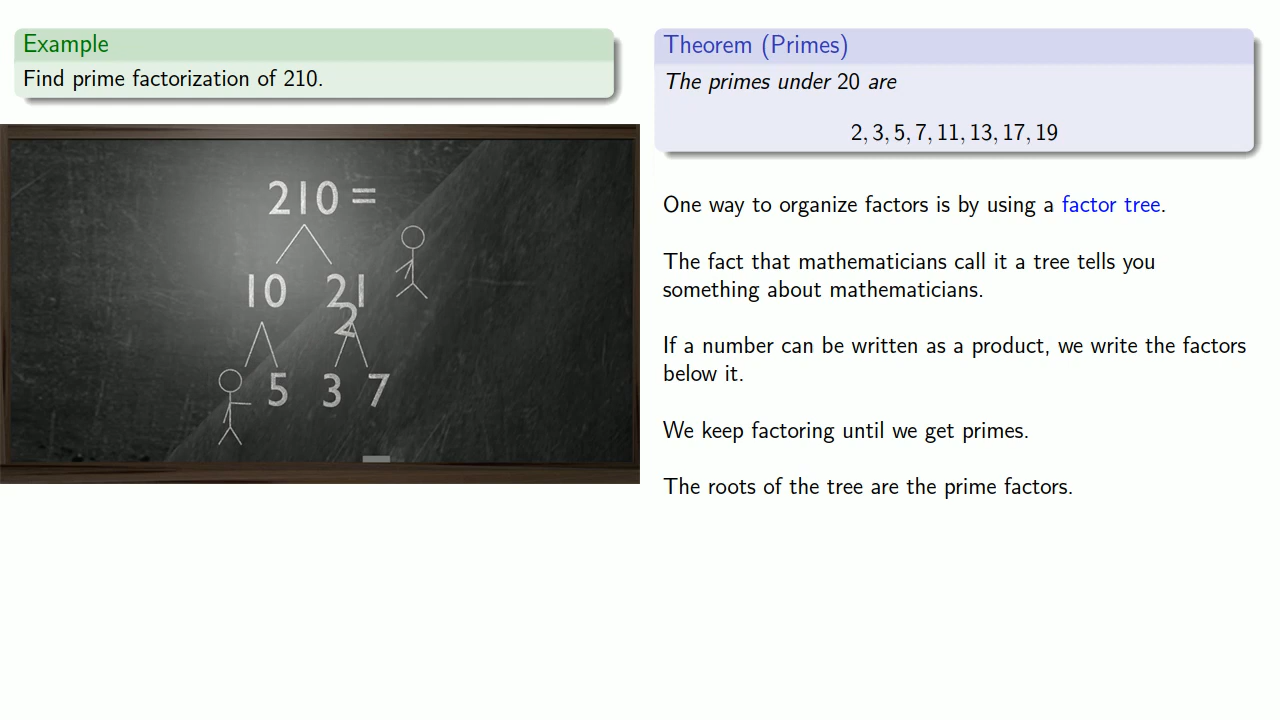 Example
Find prime factorization of 210.
210 =
10 21
2
5 3 7
Theorem (Primes)
The primes under 20 are
2, 3, 5, 7, 11, 13, 17, 19
One way to organize factors is by using a factor tree.
The fact that mathematicians call it a tree tells you
something about mathematicians.
If a number can be written as a product, we write the factors
below it.
We keep factoring until we get primes.
The roots of the tree are the prime factors.